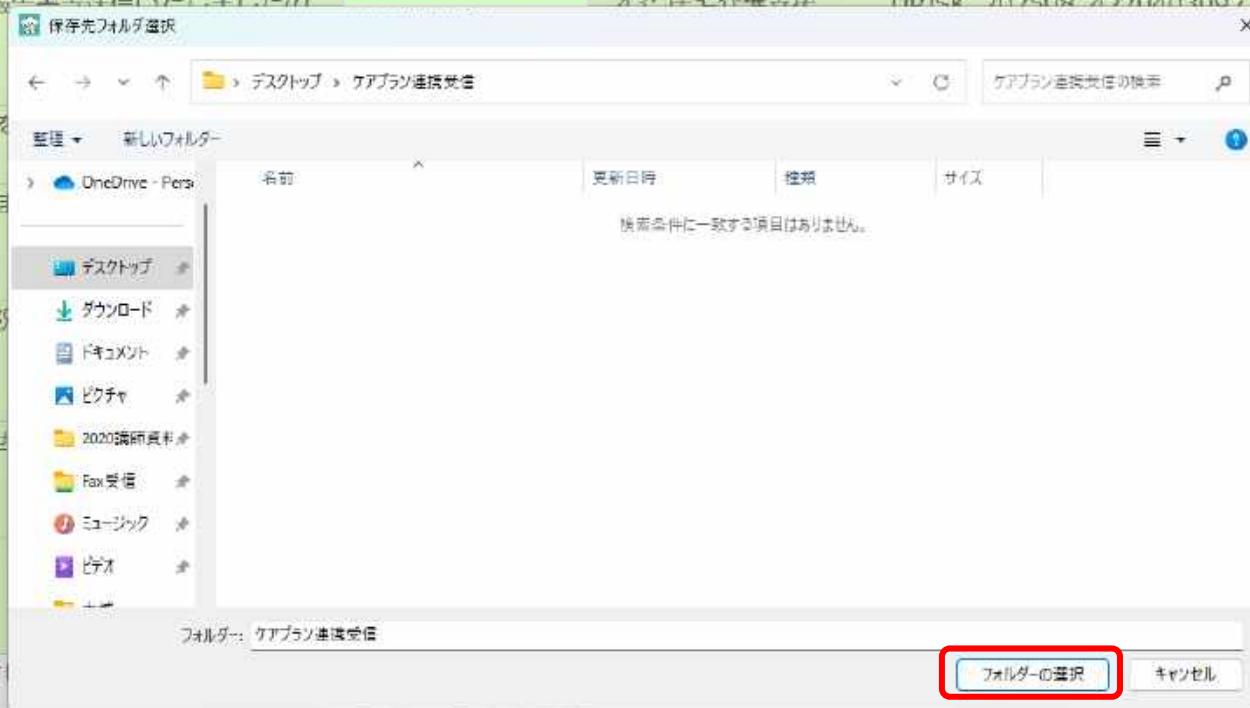 保存先フォルダ選択
デスクトップ › ケアプラン連携受信
ケアプラン連携受信の検索
整理 新しいフォルダー
OneDrive - Pers
名前 更新日時 種類 サイズ
検索条件に一致する項目はありません。
デスクトップ
ダウンロード
ドキュメント
ピクチャ
2020講師資料
Fax受信
ミュージック
ビデオ
フォルダー: ケアプラン連携受信
フォルダーの選択 キャンセル